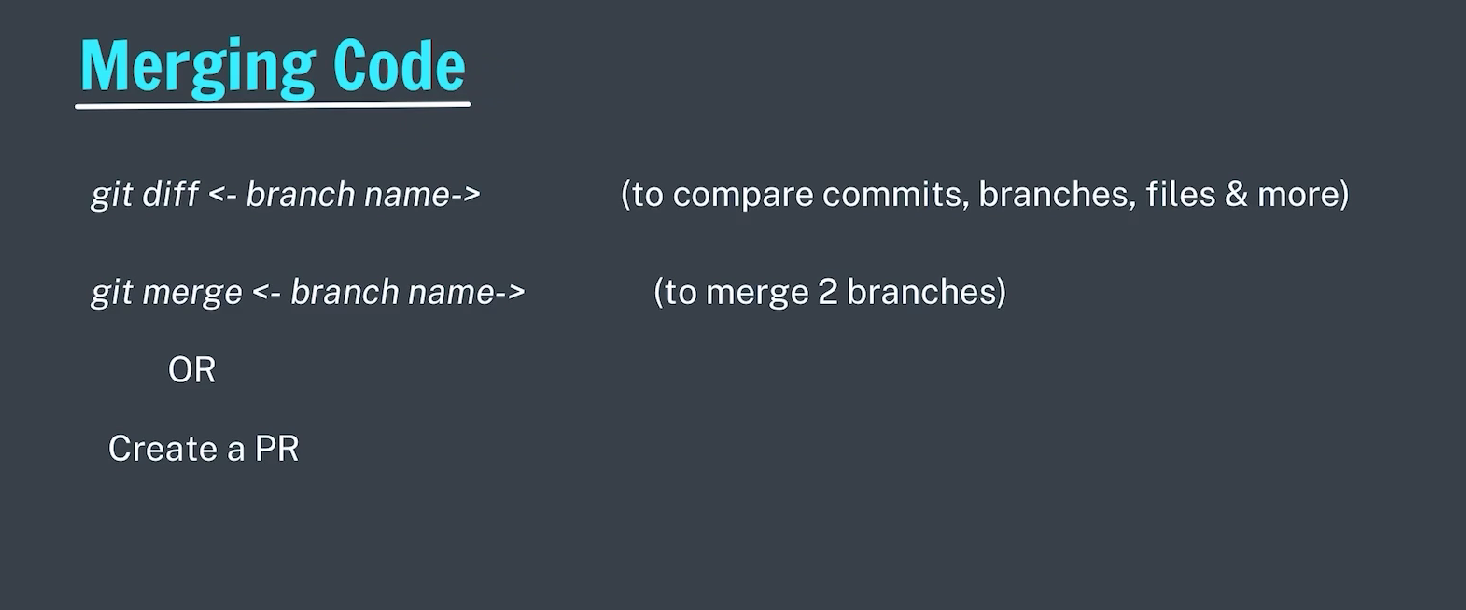 Merging Code
git diff <- branch name-> (to compare commits, branches, files & more)
git merge <- branch name-> (to merge 2 branches)
OR
Create a PR